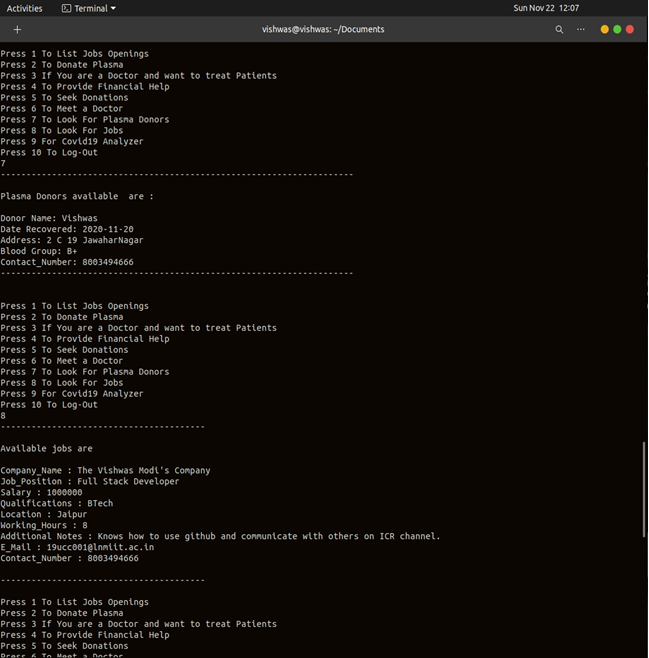 Activities Terminal Sun Nov 22 12:07
vishwas@vishwas: ~/Documents
Press 1 To List Jobs Openings
Press 2 To Donate Plasma
Press 3 If You are a Doctor and want to treat Patients
Press 4 To Provide Financial Help
Press 5 To Seek Donations
Press 6 To Meet a Doctor
Press 7 To Look For Plasma Donors
Press 8 To Look For Jobs
Press 9 For Covid19 Analyzer
Press 10 To Log-Out
7
---------------------------------------------------------------------
Plasma Donors available  are :
Donor Name: Vishwas
Date Recovered: 2020-11-20
Address: 2 C 19 JawaharNagar
Blood Group: B+
Contact_Number: 8003494666
---------------------------------------------------------------------
Press 1 To List Jobs Openings
Press 2 To Donate Plasma
Press 3 If You are a Doctor and want to treat Patients
Press 4 To Provide Financial Help
Press 5 To Seek Donations
Press 6 To Meet a Doctor
Press 7 To Look For Plasma Donors
Press 8 To Look For Jobs
Press 9 For Covid19 Analyzer
Press 10 To Log-Out
8
----------------------------------------
Available jobs are
Company_Name : The Vishwas Modi's Company
Job_Position : Full Stack Developer
Salary : 1000000
Qualifications : BTech
Location : Jaipur
Working_Hours : 8
Additional Notes : Knows how to use github and communicate with others on ICR channel.
E_Mail : 19ucc001@lnmiit.ac.in
Contact_Number : 8003494666
----------------------------------------
Press 1 To List Jobs Openings
Press 2 To Donate Plasma
Press 3 If You are a Doctor and want to treat Patients
Press 4 To Provide Financial Help
Press 5 To Seek Donations
Press 6 To Meet a Doctor